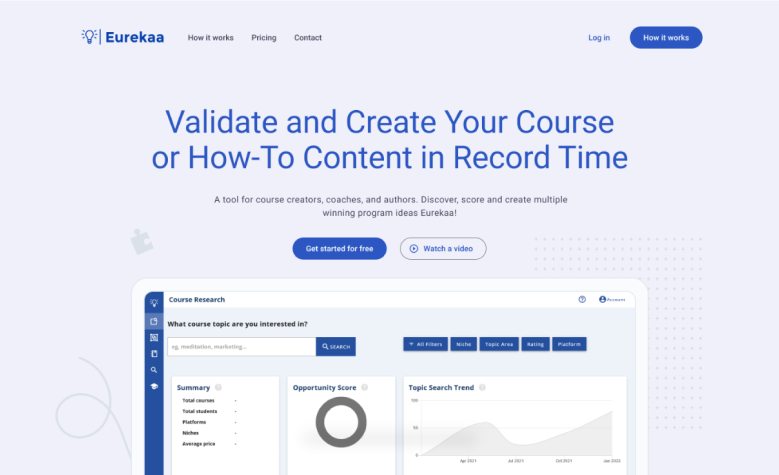 Eurekaa
How it works
Pricing
Contact
Log in
How it works
Validate and Create Your Course
or How-To Content in Record Time
A tool for course creators, coaches, and authors. Discover, score and create multiple
winning program ideas Eurekaa!
Get started for free
Watch a video
Course Research
Account
What course topic are you interested in?
eg, meditation, marketing...
SEARCH
All Filters
Niche
Topic Area
Rating
Platform
Summary
Total courses -
Total students -
Platforms -
Niches -
Average price -
Opportunity Score
Topic Search Trend
100
50
0
Apr 2021
Jul 2021
Oct 2021
Jan 2022